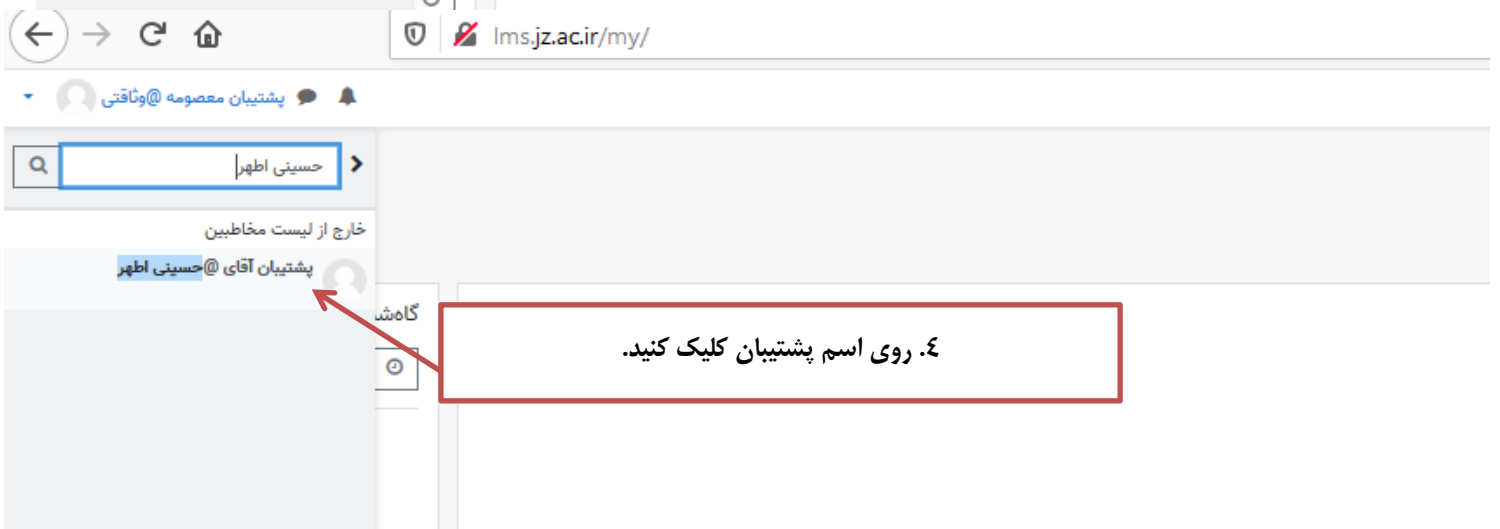 lms.jz.ac.ir/my/
پشتیبان معصومه @وثاقتی
حسینی اطهر
خارج از لیست مخاطبین
پشتیبان آقای @حسینی اطهر
گاه‌ش
٤. روی اسم پشتیبان کلیک کنید.